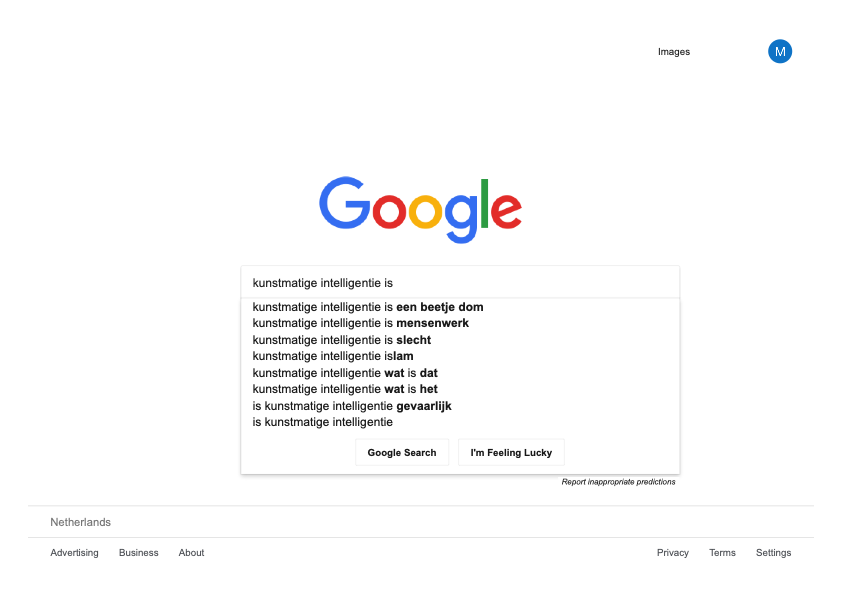 Images
M
Google
kunstmatige intelligentie is
kunstmatige intelligentie is een beetje dom
kunstmatige intelligentie is mensenwerk
kunstmatige intelligentie is slecht
kunstmatige intelligentie islam
kunstmatige intelligentie wat is dat
kunstmatige intelligentie wat is het
is kunstmatige intelligentie gevaarlijk
is kunstmatige intelligentie
Google Search I'm Feeling Lucky
Report inappropriate predictions
Netherlands
Advertising Business About Privacy Terms Settings